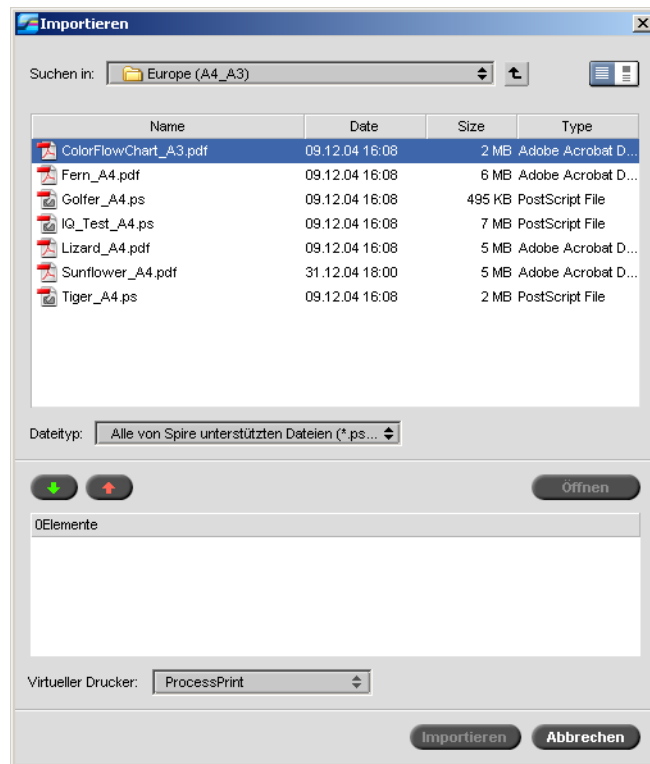 Importieren
Suchen in: Europe (A4_A3)
Name Date Size Type
ColorFlowChart_A3.pdf 09.12.04 16:08 2 MB Adobe Acrobat D...
Fern_A4.pdf 09.12.04 16:08 6 MB Adobe Acrobat D...
Golfer_A4.ps 09.12.04 16:08 495 KB PostScript File
IQ_Test_A4.ps 09.12.04 16:08 7 MB PostScript File
Lizard_A4.pdf 09.12.04 16:08 5 MB Adobe Acrobat D...
Sunflower_A4.pdf 31.12.04 18:00 5 MB Adobe Acrobat D...
Tiger_A4.ps 09.12.04 16:08 2 MB PostScript File
Dateityp: Alle von Spire unterstützten Dateien (*.ps...
Öffnen
0Elemente
Virtueller Drucker: ProcessPrint
Importieren Abbrechen